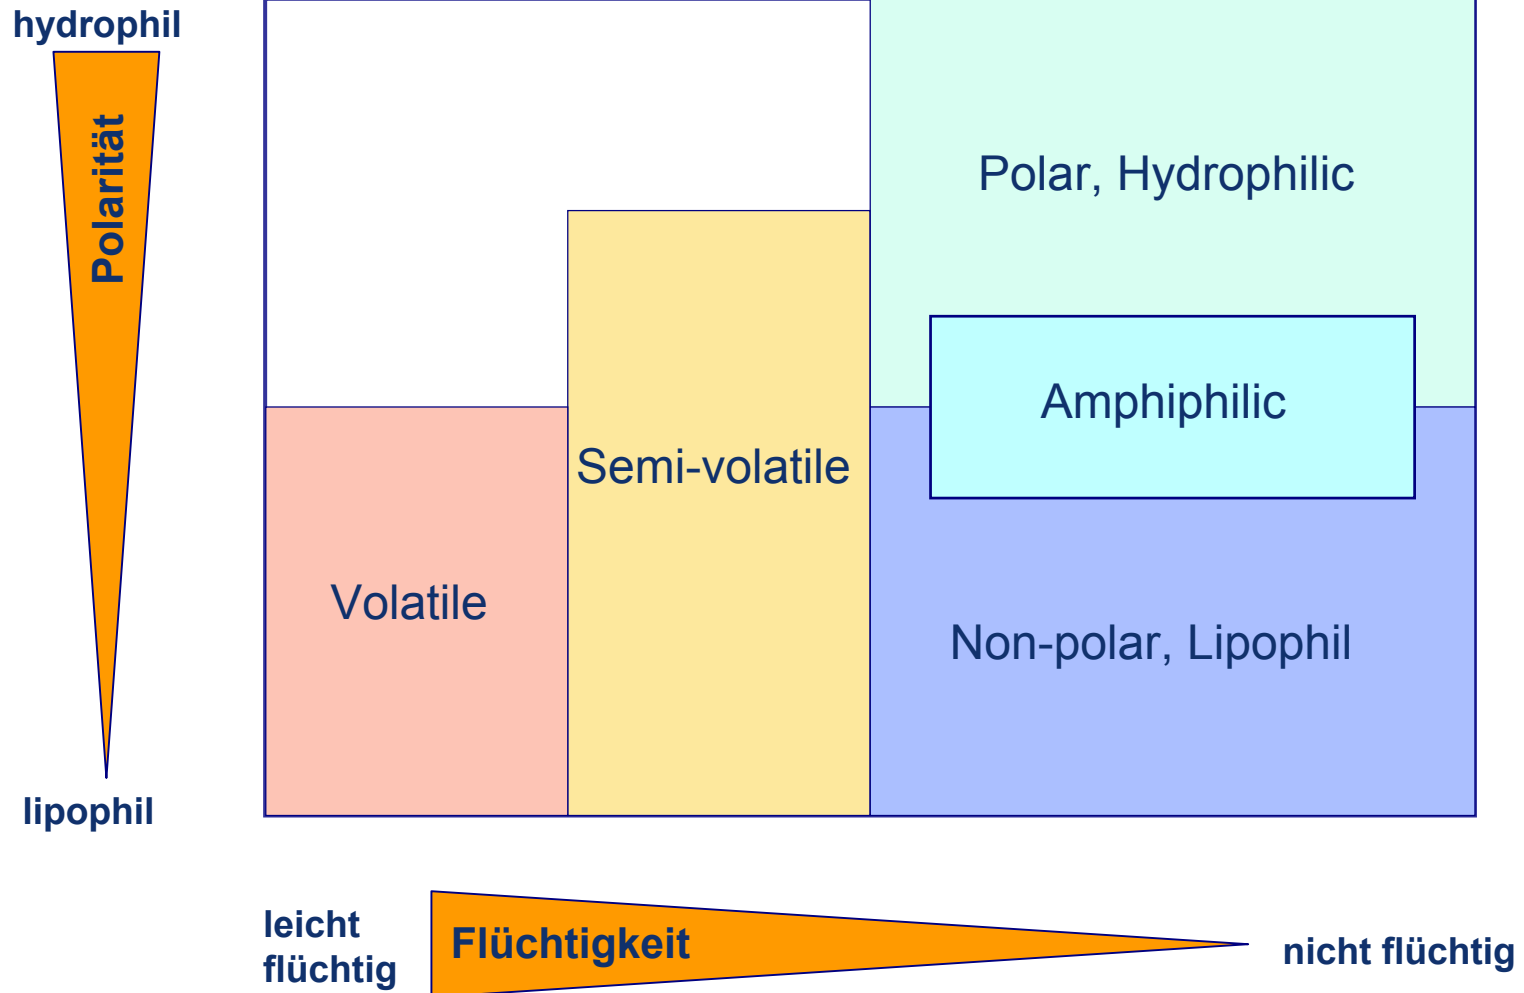 hydrophil
Polarität
lipophil
Polar, Hydrophilic
Amphiphilic
Semi-volatile
Volatile
Non-polar, Lipophil
leicht
flüchtig
Flüchtigkeit
nicht flüchtig